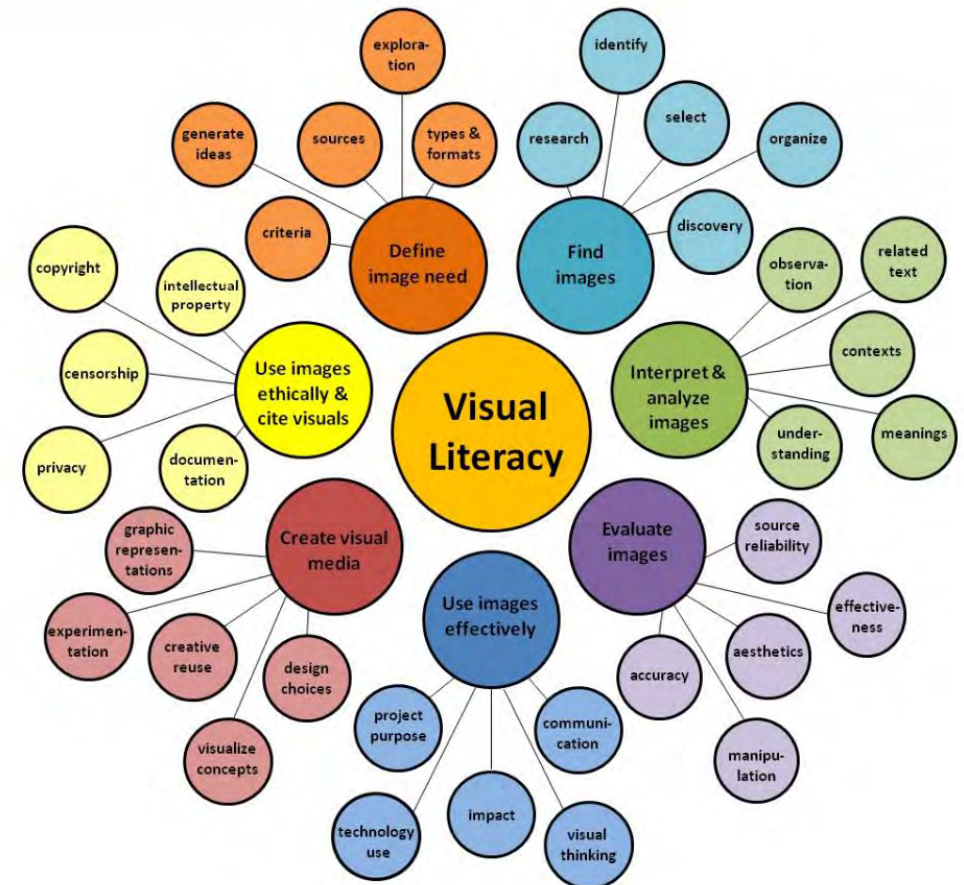 Visual
Literacy
Define
image need
explora-
tion
generate
ideas
sources
types &
formats
criteria
Find
images
identify
research
select
organize
discovery
Interpret &
analyze
images
observa-
tion
related
text
contexts
under-
standing
meanings
Evaluate
images
source
reliability
effective-
ness
aesthetics
accuracy
manipu-
lation
Use images
effectively
project
purpose
communi-
cation
technology
use
impact
visual
thinking
Create visual
media
graphic
represen-
tations
experimen-
tation
creative
reuse
design
choices
visualize
concepts
Use images
ethically &
cite visuals
copyright
intellectual
property
censorship
privacy
documen-
tation